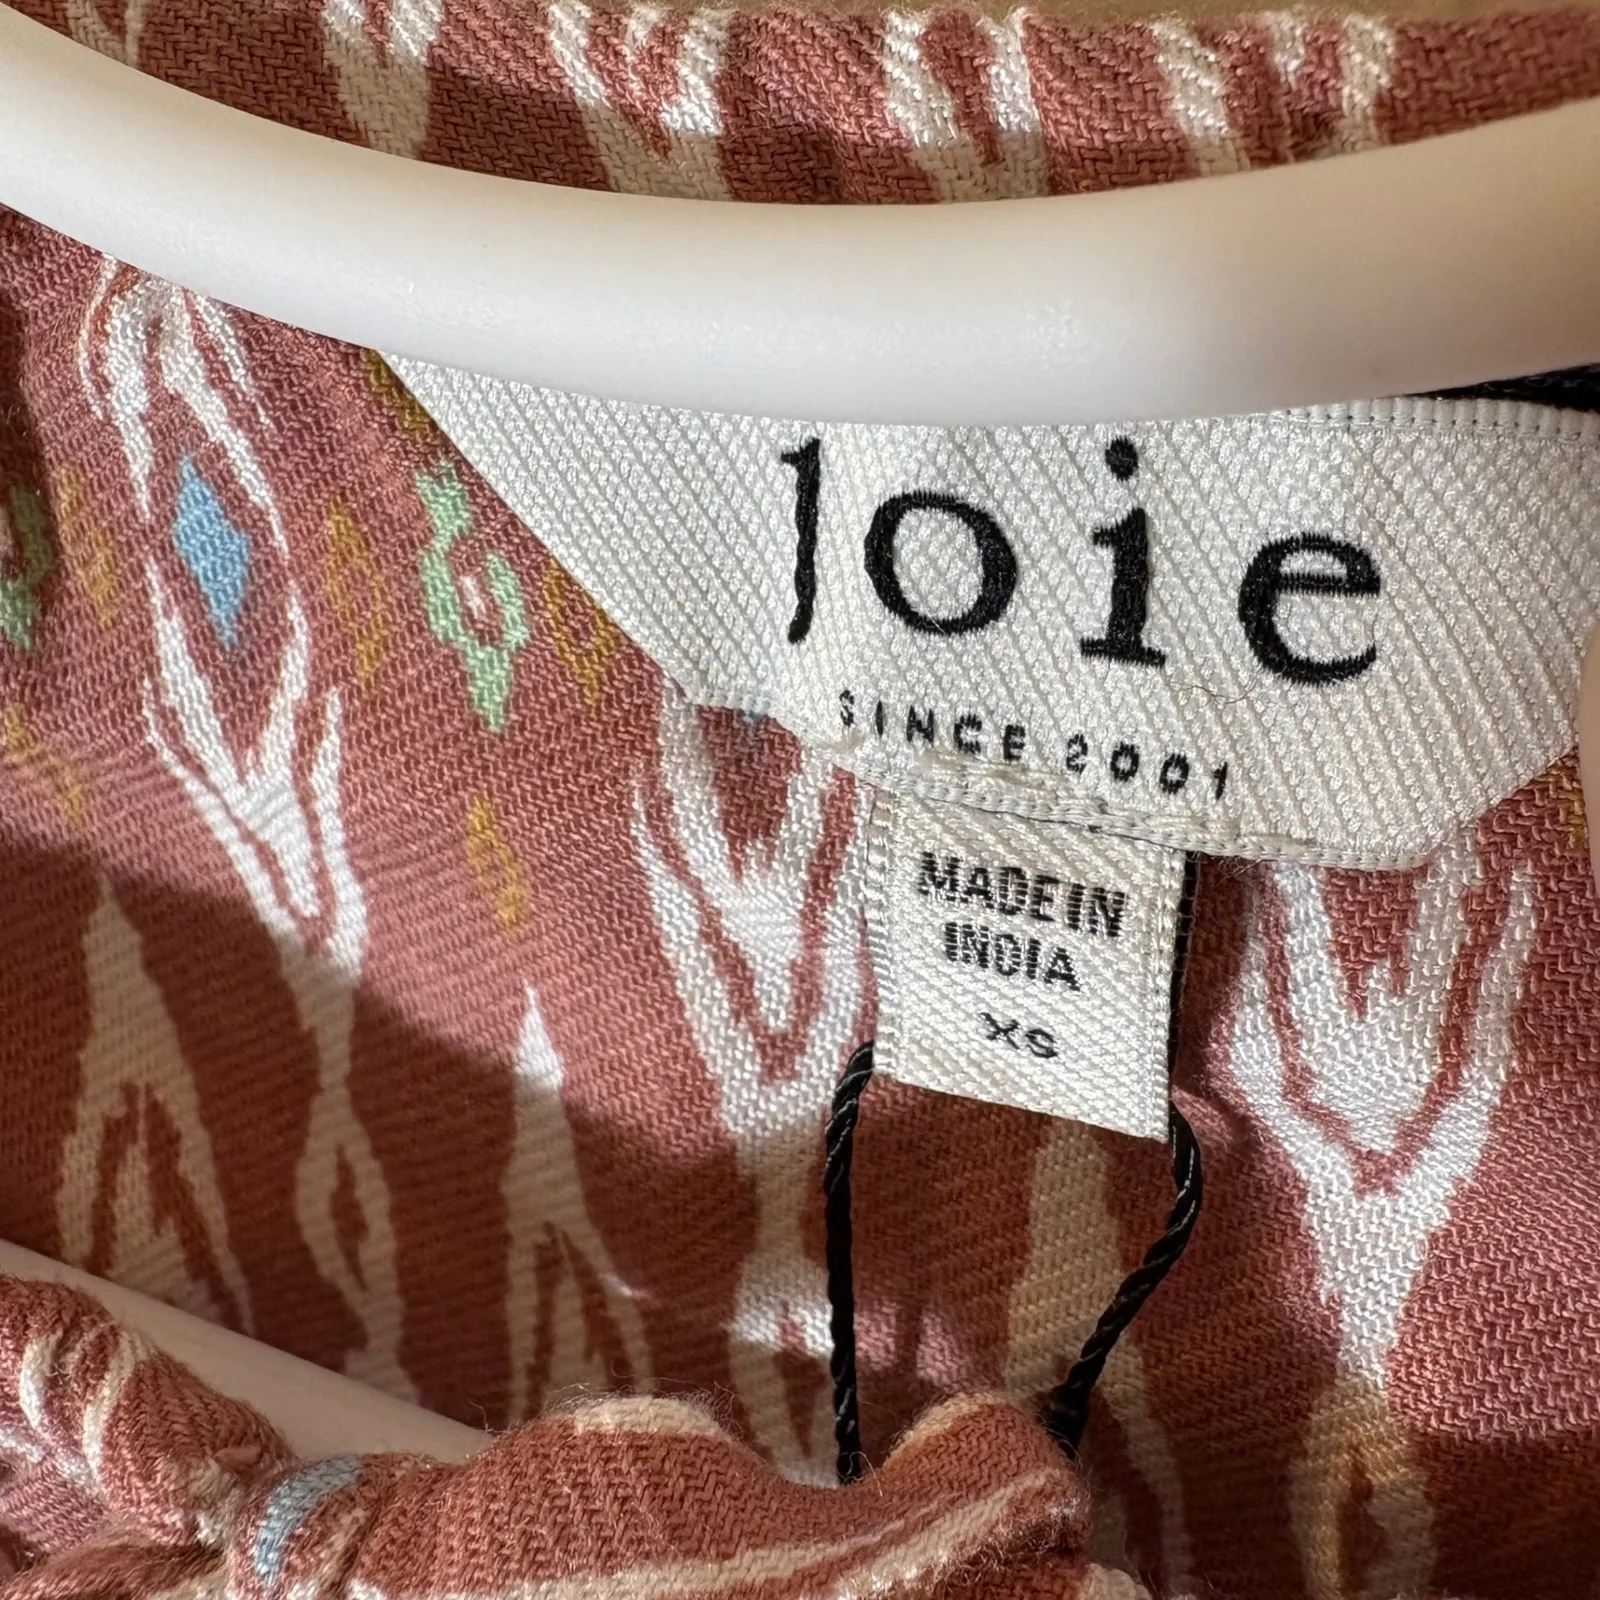 Joie
SINCE 2001
MADE IN
INDIA
XS